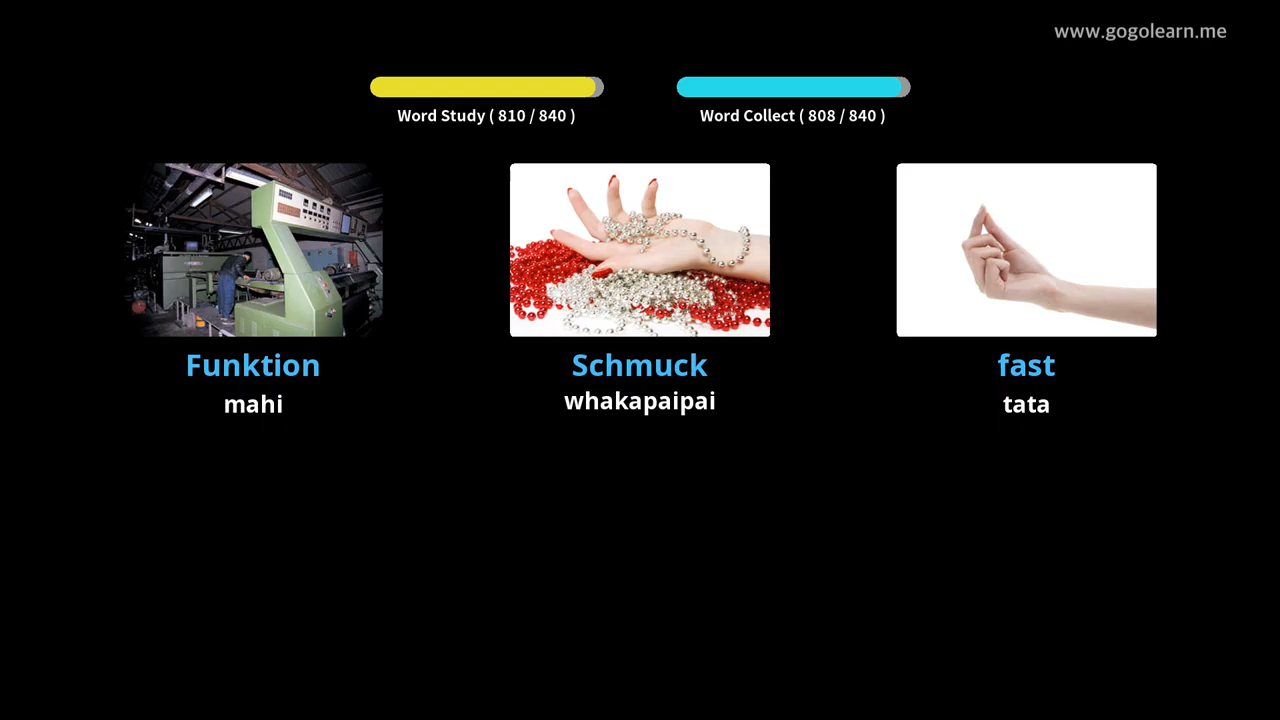 www.gogolearn.me
Word Study ( 810 / 840 )
Word Collect ( 808 / 840 )
Funktion
mahi
Schmuck
whakapaipai
fast
tata